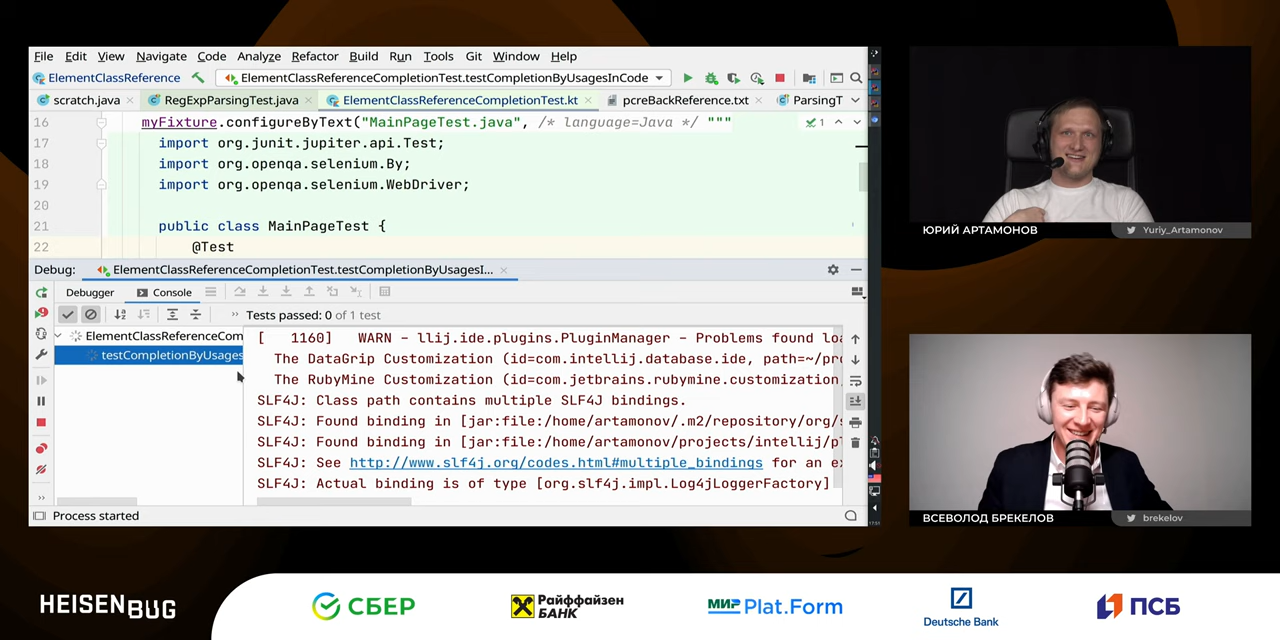 File Edit View Navigate Code Analyze Refactor Build Run Tools Git Window Help
ElementClassReference ElementClassReferenceCompletionTest.testCompletionByUsagesInCode
scratch.java RegExpParsingTest.java ElementClassReferenceCompletionTest.kt pcreBackReference.txt ParsingT
16 myFixture.configureByText("MainPageTest.java", /* language=Java */ """ 1
17 import org.junit.jupiter.api.Test;
18 import org.openqa.selenium.By;
19 import org.openqa.selenium.WebDriver;
20
21 public class MainPageTest {
22 @Test
Debug: ElementClassReferenceCompletionTest.testCompletionByUsagesI...
Debugger Console
Tests passed: 0 of 1 test
ElementClassReferenceCom
testCompletionByUsages
[ 1160] WARN - llij.ide.plugins.PluginManager - Problems found loa
The DataGrip Customization (id=com.intellij.database.ide, path=~/pro
The RubyMine Customization (id=com.jetbrains.rubymine.customization,
SLF4J: Class path contains multiple SLF4J bindings.
SLF4J: Found binding in [jar:file:/home/artamonov/.m2/repository/org/s
SLF4J: Found binding in [jar:file:/home/artamonov/projects/intellij/pl
SLF4J: See http://www.slf4j.org/codes.html#multiple_bindings for an ex
SLF4J: Actual binding is of type [org.slf4j.impl.Log4jLoggerFactory]
Process started
ЮРИЙ АРТАМОНОВ Yuriy_Artamonov
ВСЕВОЛОД БРЕКЕЛОВ brekelov
HEISENBUG
СБЕР
Райффайзен
БАНК
МИР Plat.Form
Deutsche Bank
ПСБ